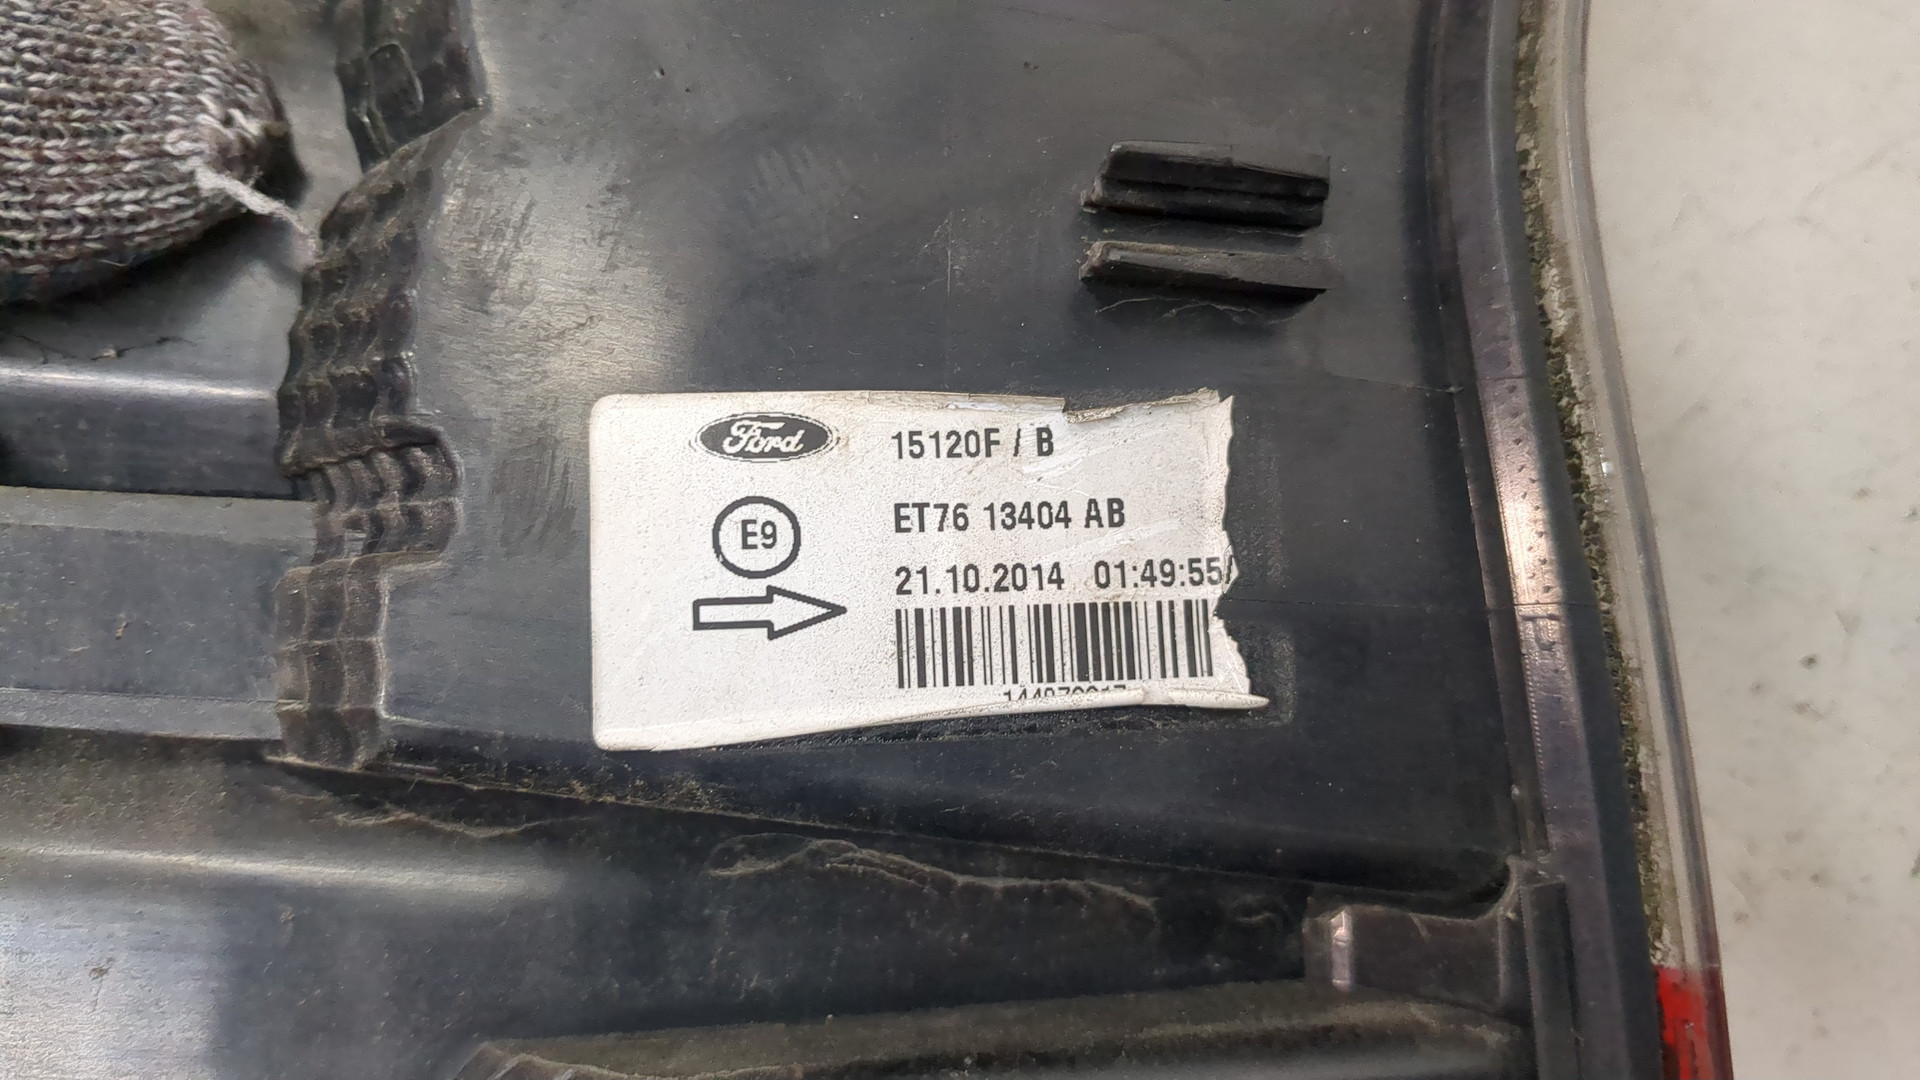 Ford
15120F / B
E9
ET76 13404 AB
21.10.2014 01:49:55